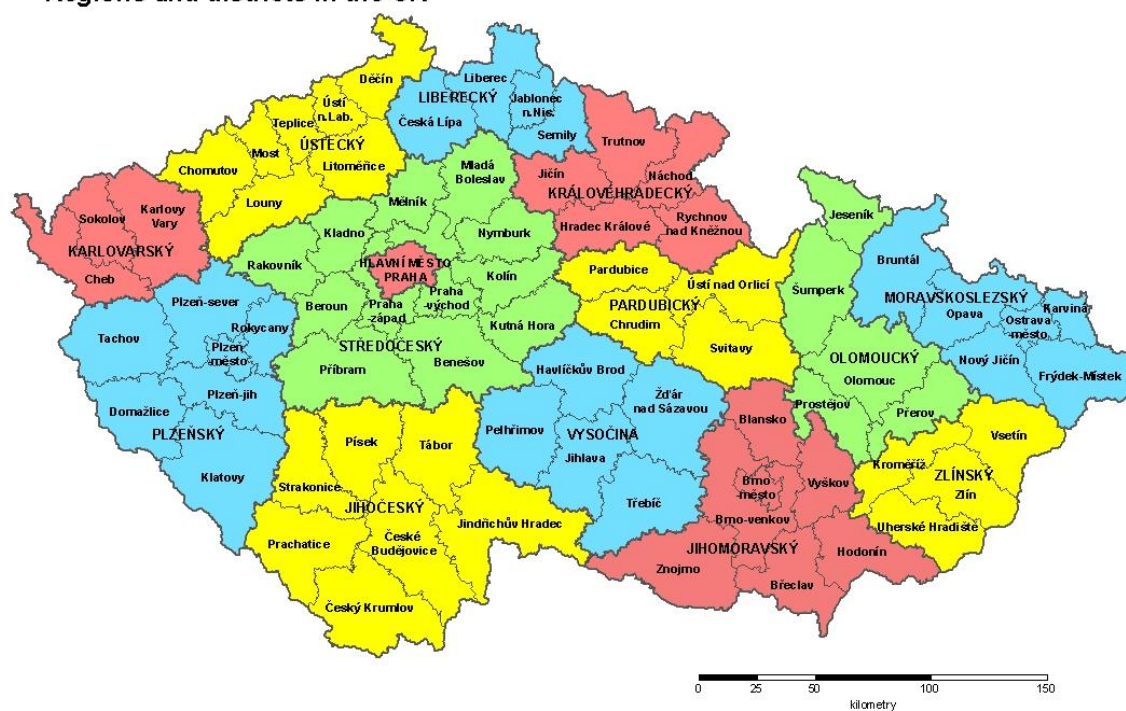 Regions and districts in the CR
Děčín
Liberec
LIBERECKÝ
Jablonec
n.Nis.
Ústí
n.Lab.
Teplice
Česká Lípa
Semily
ÚSTECKÝ
Most
Litoměřice
Chomutov
Louny
Trutnov
Jičín
Náchod
KRÁLOVÉHRADECKÝ
Hradec Králové
Rychnov
nad Kněžnou
Mladá
Boleslav
Mělník
Kladno
Nymburk
Rakovník
HLAVNÍ MĚSTO
PRAHA
Kolín
Beroun
Praha
-západ
Praha
-východ
Kutná Hora
STŘEDOČESKÝ
Příbram
Benešov
Sokolov
Karlovy
Vary
KARLOVARSKÝ
Cheb
Plzeň-sever
Tachov
Rokycany
Plzeň
-město
Plzeň-jih
Domažlice
PLZEŇSKÝ
Klatovy
Písek
Tábor
Strakonice
JIHOČESKÝ
Jindřichův Hradec
Prachatice
České
Budějovice
Český Krumlov
Pardubice
Ústí nad Orlicí
PARDUBICKÝ
Chrudim
Svitavy
Havlíčkův Brod
Žďár
nad Sázavou
Pelhřimov
VYSOČINA
Jihlava
Třebíč
Jeseník
Šumperk
OLOMOUCKÝ
Olomouc
Prostějov
Přerov
Bruntál
MORAVSKOSLEZSKÝ
Opava
Karviná
Ostrava
-město
Nový Jičín
Frýdek-Místek
Blansko
Brno
-město
Vyškov
Brno-venkov
JIHOMORAVSKÝ
Znojmo
Hodonín
Břeclav
Vsetín
Kroměříž
ZLÍNSKÝ
Zlín
Uherské Hradiště
0 25 50 100 150
kilometry